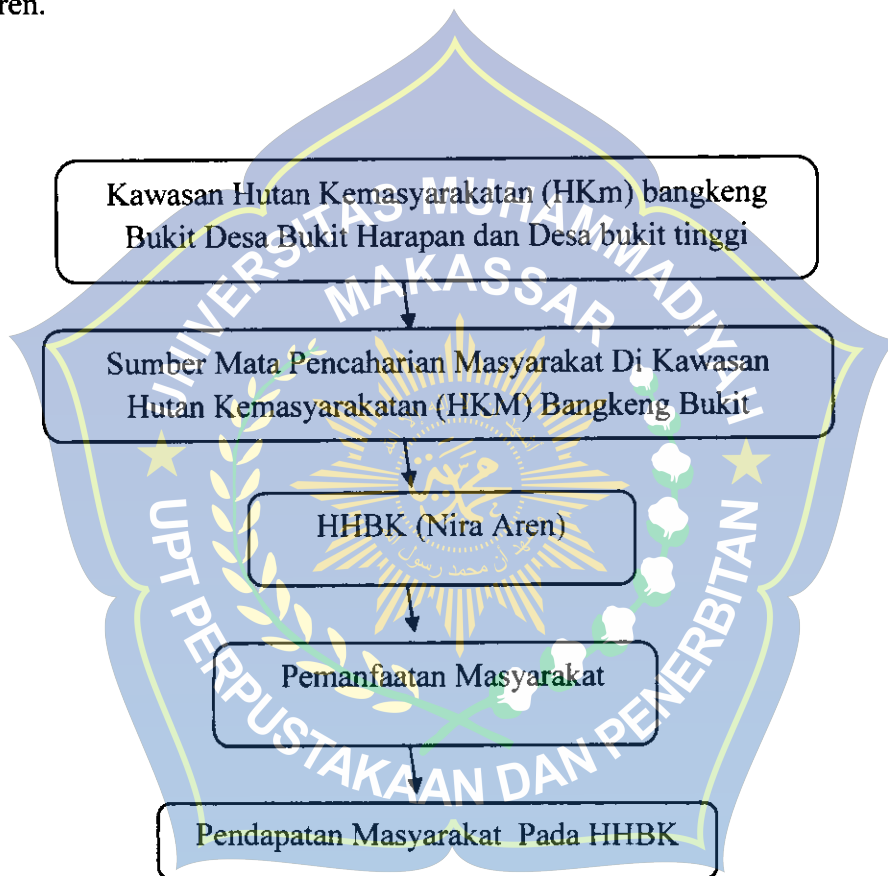 ren.
Kawasan Hutan Kemasyarakatan (HKm) bangkeng
Bukit Desa Bukit Harapan dan Desa bukit tinggi
Sumber Mata Pencaharian Masyarakat Di Kawasan
Hutan Kemasyarakatan (HKM) Bangkeng Bukit
HHBK (Nira Aren)
Pemanfaatan Masyarakat
Pendapatan Masyarakat Pada HHBK
UNIVERSITAS MUHAMMADIYAH
MAKASSAR
UPT PERPUSTAKAAN DAN PENERBITAN